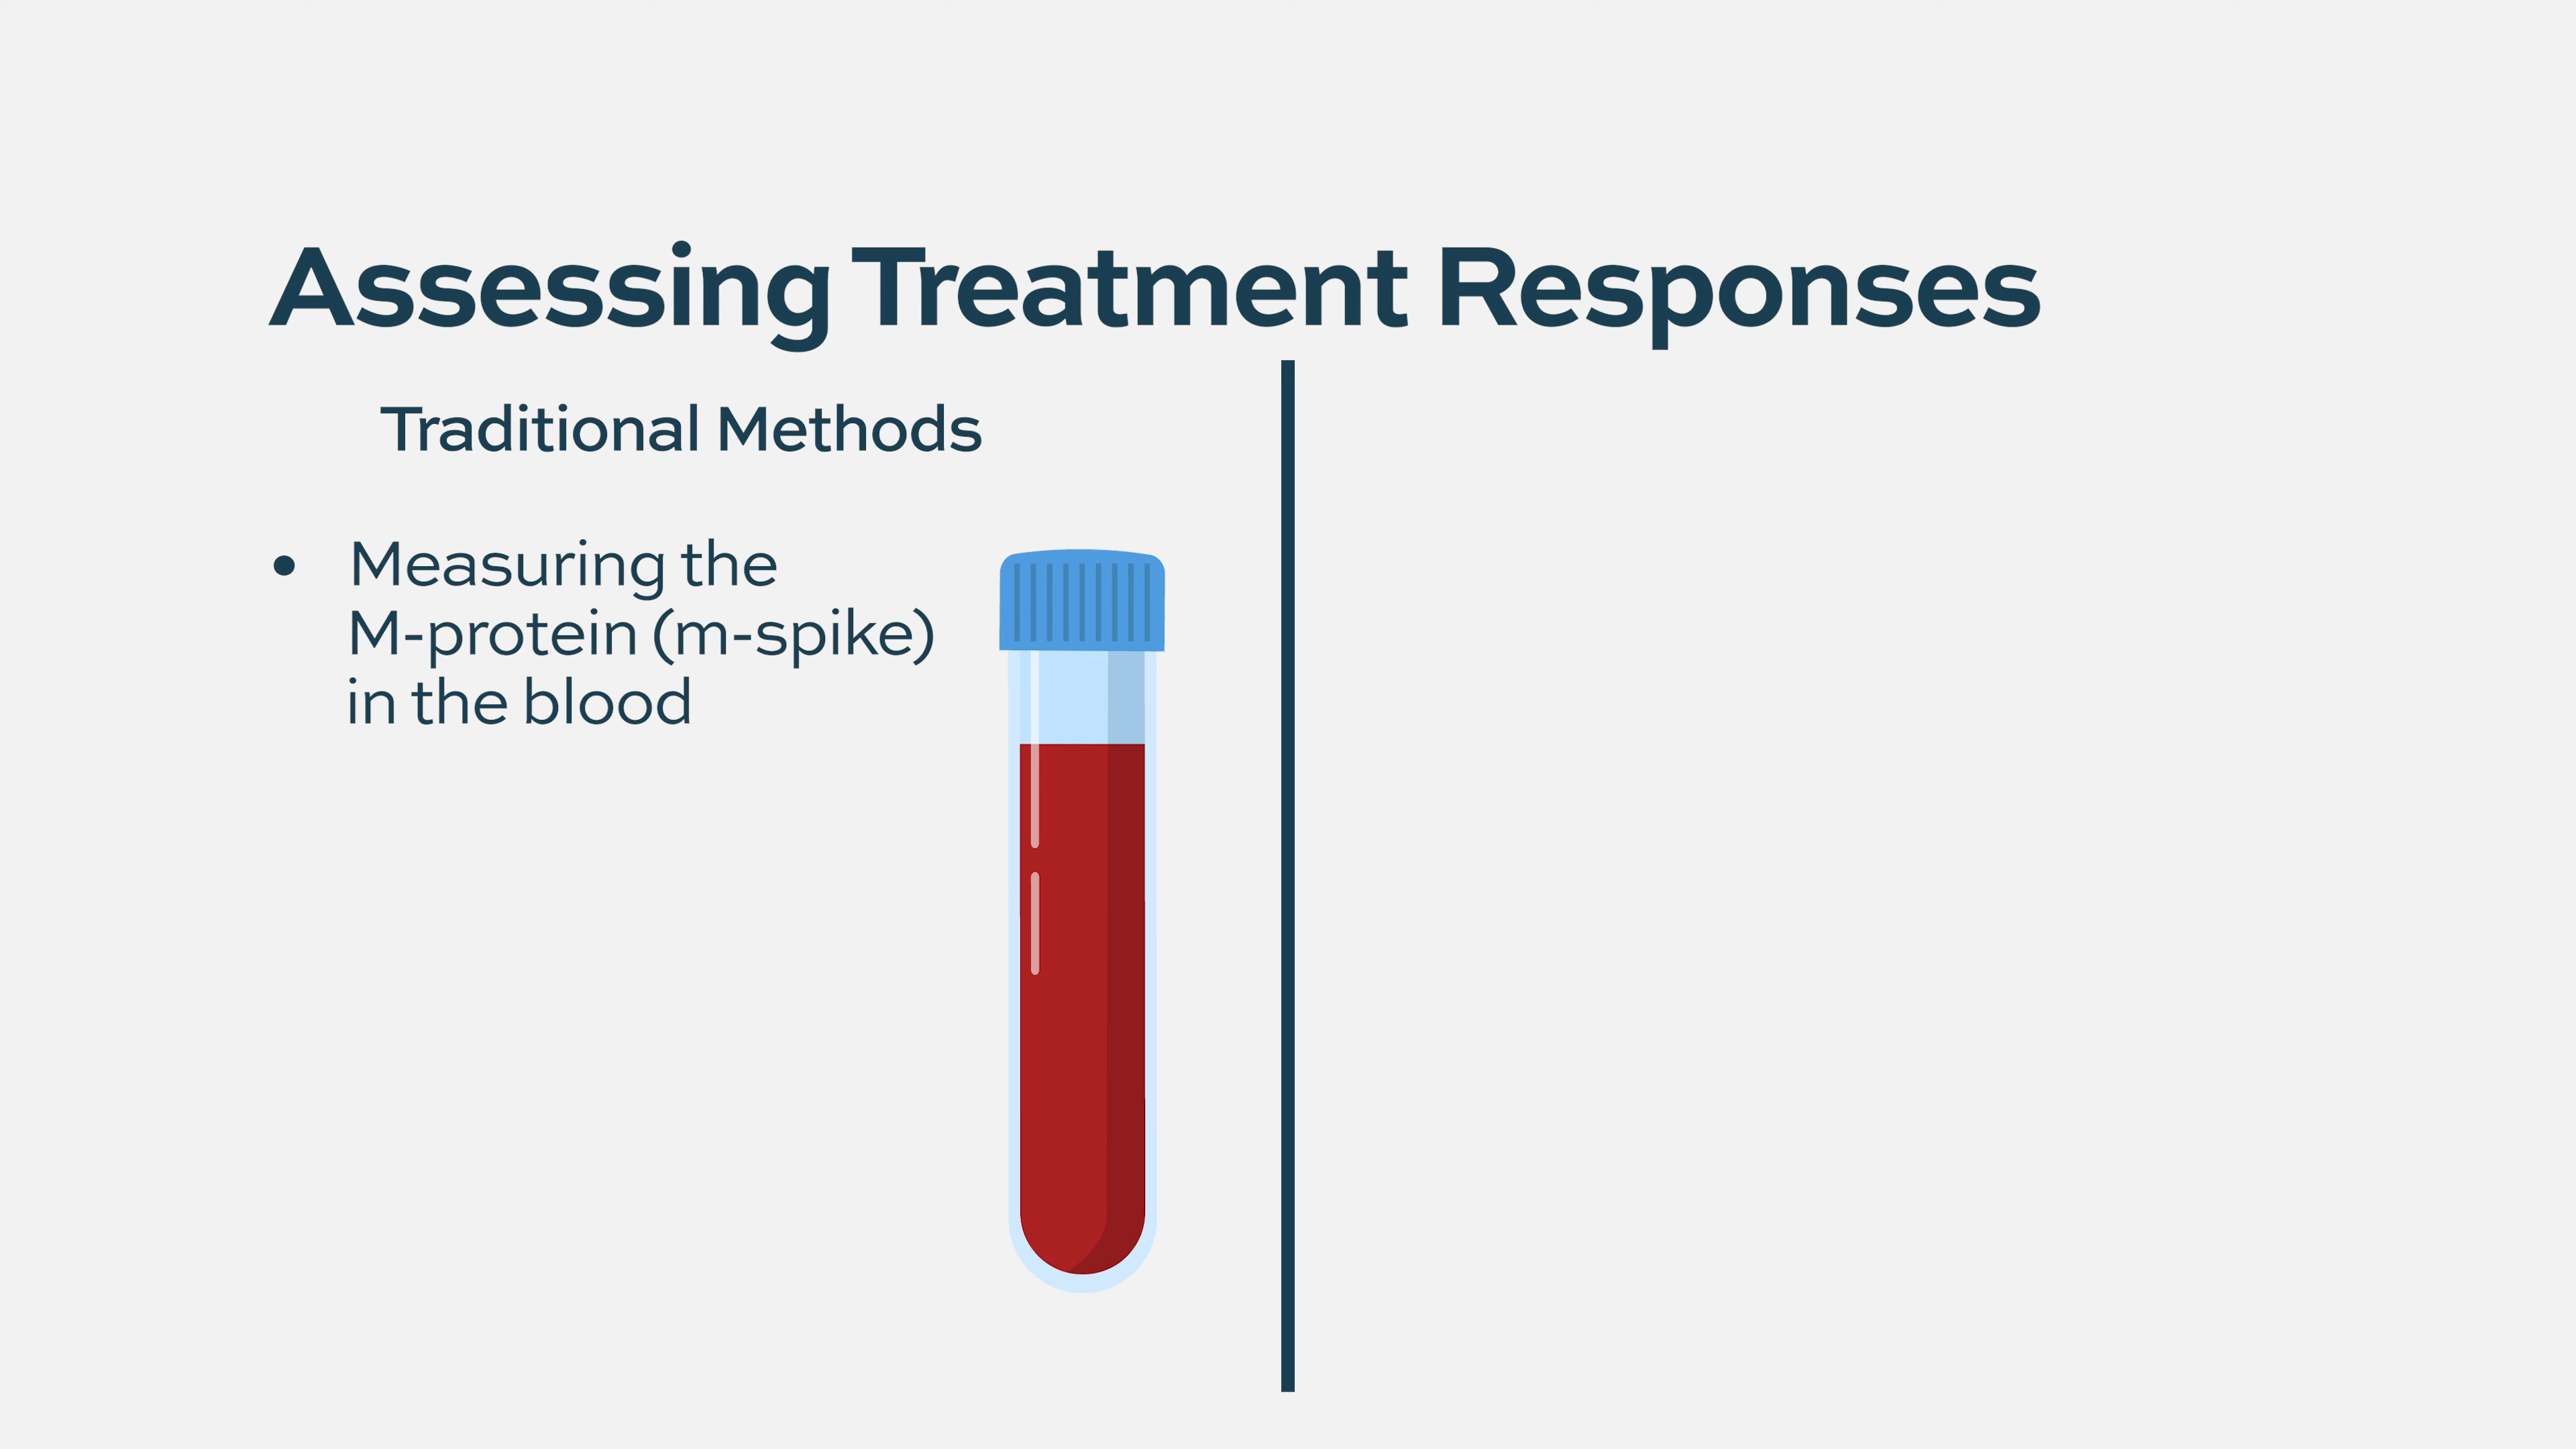 Assessing Treatment Responses
Traditional Methods
• Measuring the
M-protein (m-spike)
in the blood